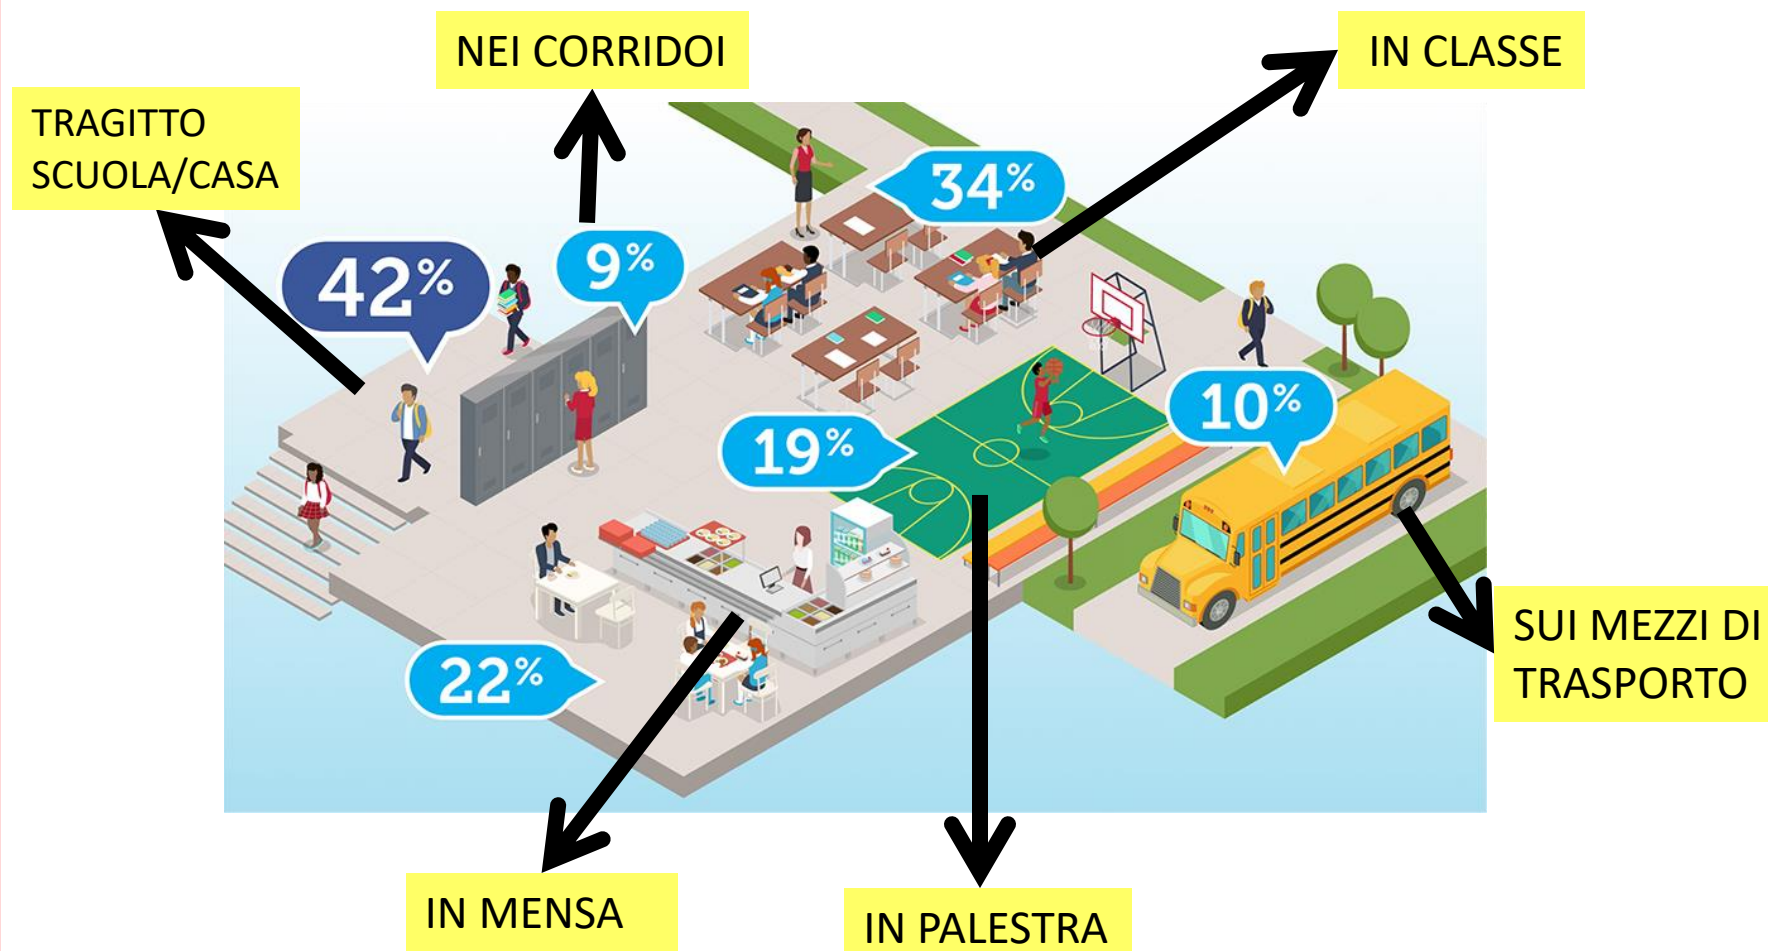 NEI CORRIDOI
IN CLASSE
TRAGITTO
SCUOLA/CASA
34%
9%
42%
10%
19%
SUI MEZZI DI
TRASPORTO
22%
IN MENSA
IN PALESTRA